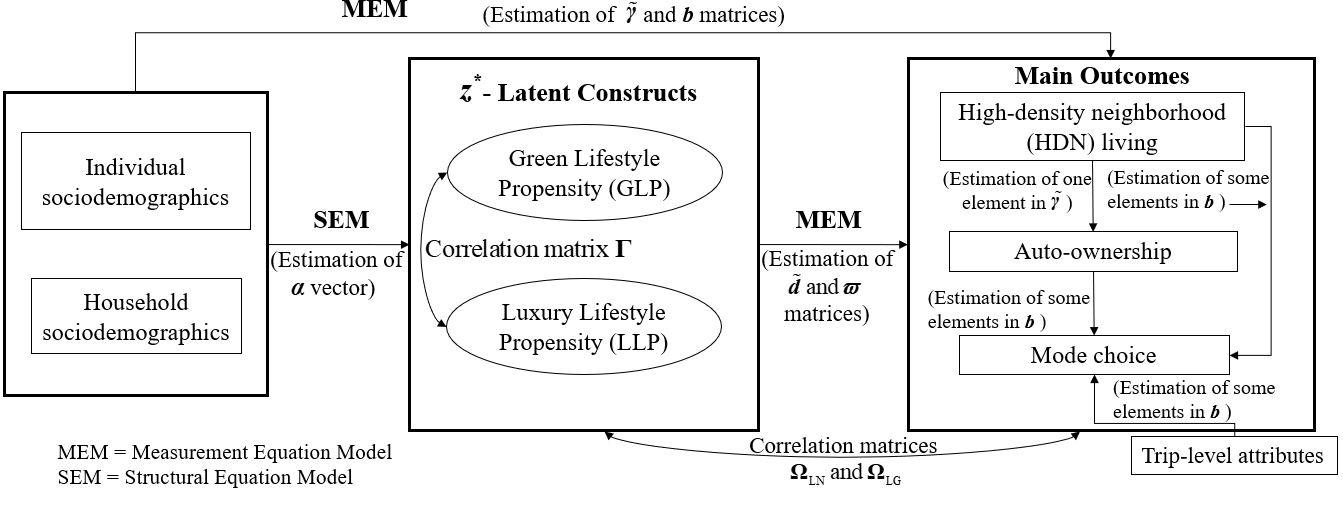 MEM
(Estimation of γ̃ and b matrices)
Individual
sociodemographics
Household
sociodemographics
SEM
(Estimation of
α vector)
z* - Latent Constructs
Green Lifestyle
Propensity (GLP)
Correlation matrix Γ
Luxury Lifestyle
Propensity (LLP)
MEM
(Estimation of
d̃ and ϖ
matrices)
Main Outcomes
High-density neighborhood
(HDN) living
(Estimation of one
element in γ̃ )
(Estimation of some
elements in b )
Auto-ownership
(Estimation of some
elements in b )
Mode choice
(Estimation of some
elements in b )
Trip-level attributes
Correlation matrices
Ω_LN and Ω_LG
MEM = Measurement Equation Model
SEM = Structural Equation Model